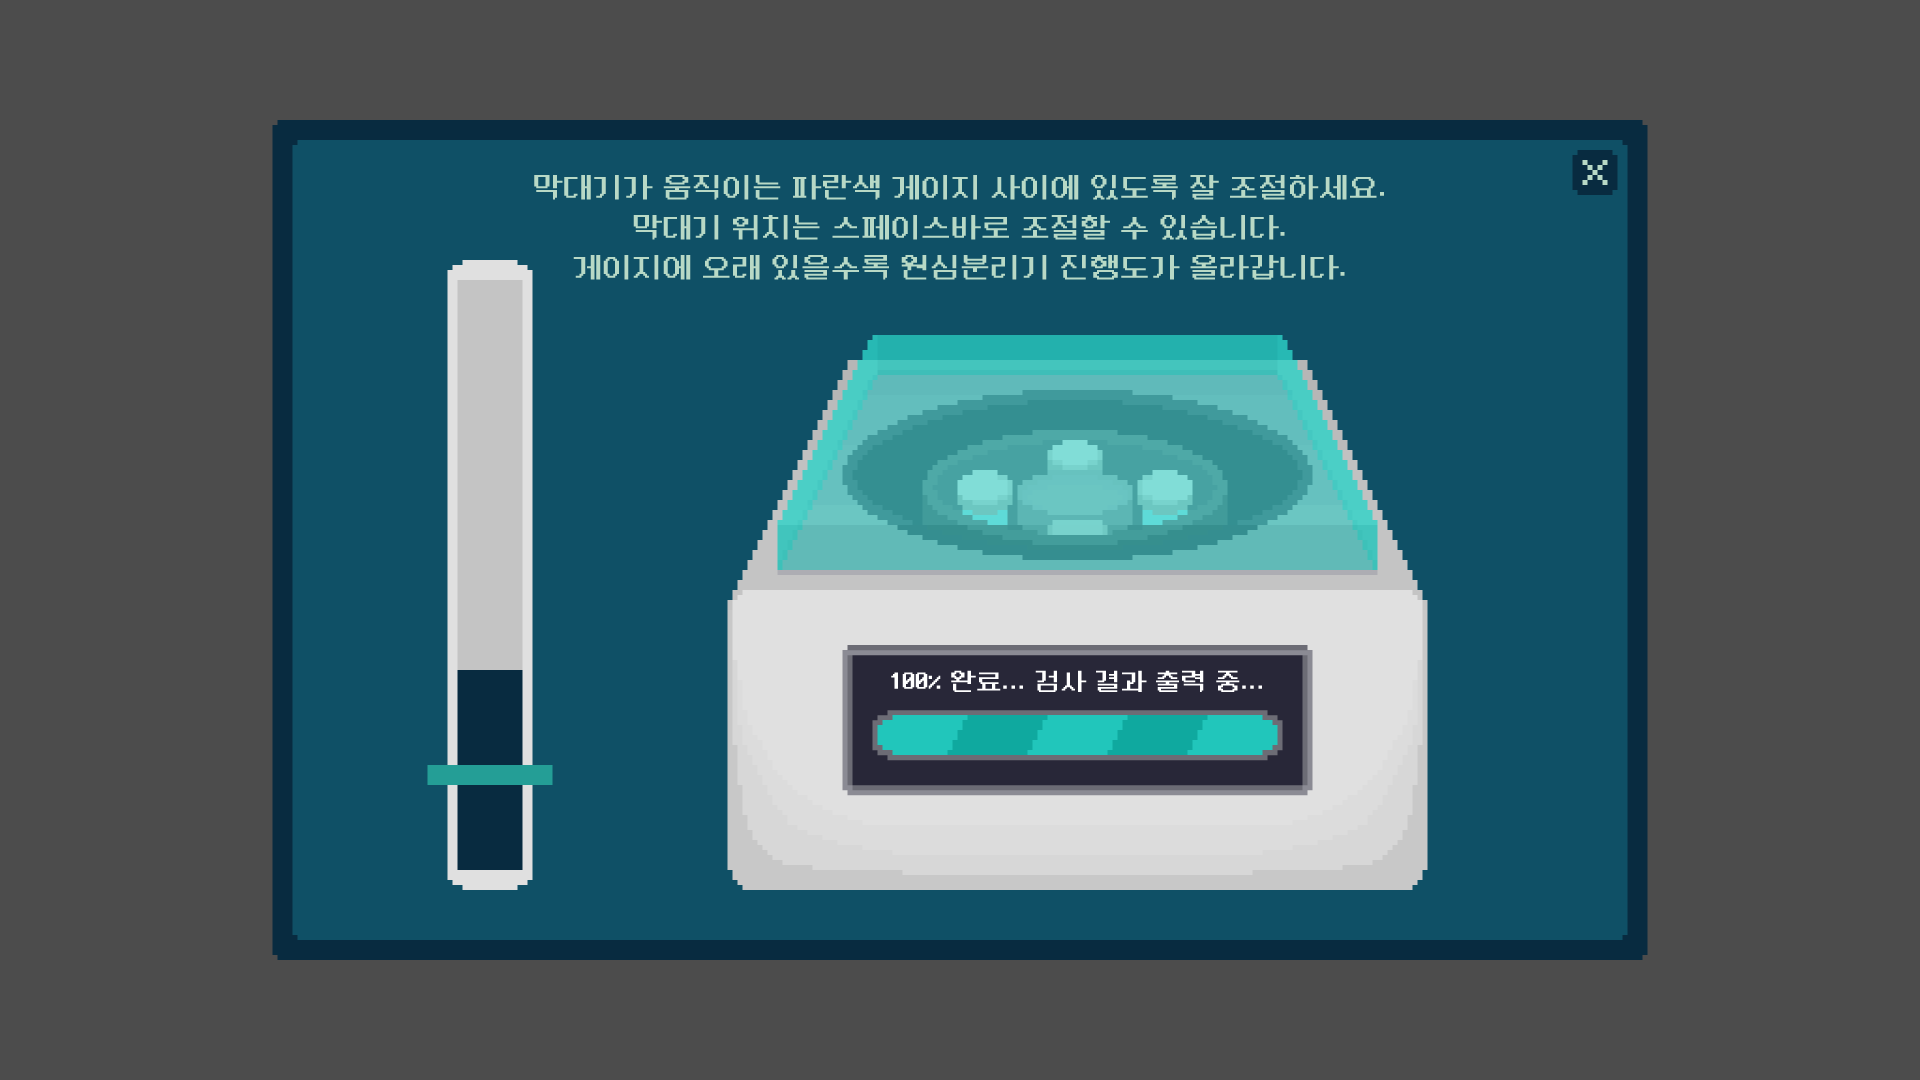 막대기가 움직이는 파란색 게이지 사이에 있도록 잘 조절하세요.
막대기 위치는 스페이스바로 조절할 수 있습니다.
게이지에 오래 있을수록 원심분리기 진행도가 올라갑니다.
100% 완료... 검사 결과 출력 중...